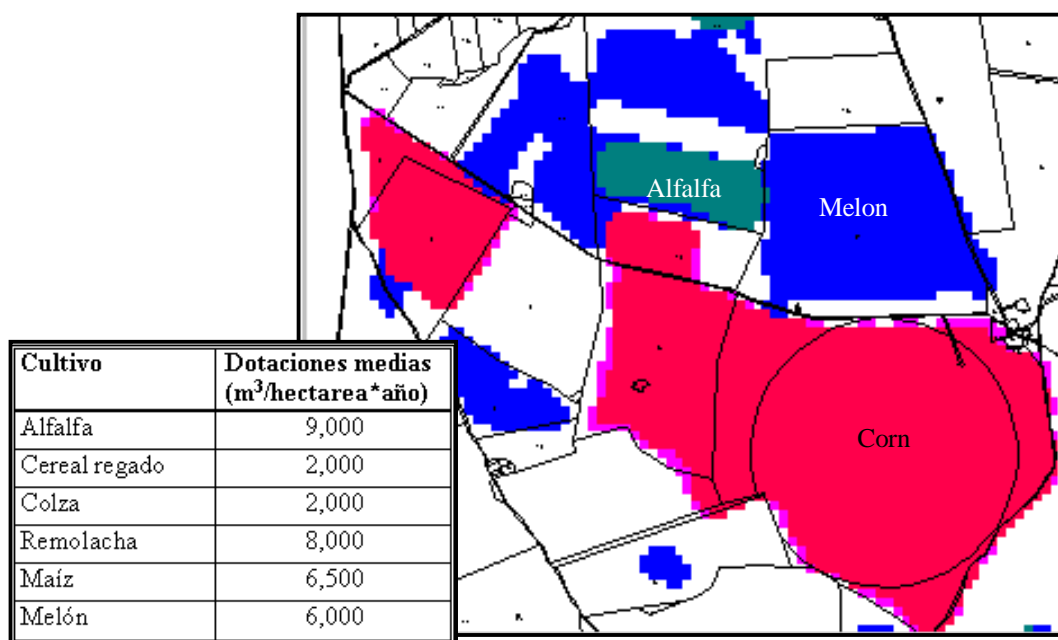 Alfalfa
Melon
Corn
Cultivo Dotaciones medias
(m³/hectarea*año)
Alfalfa 9,000
Cereal regado 2,000
Colza 2,000
Remolacha 8,000
Maíz 6,500
Melón 6,000